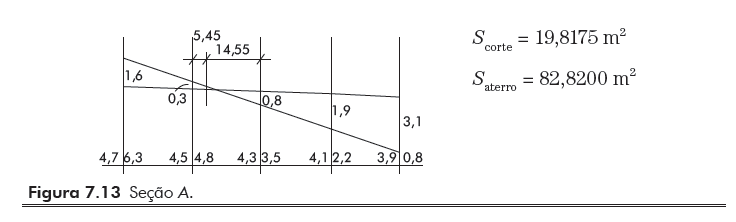 5,45
14,55
S corte = 19,8175 m²
S aterro = 82,8200 m²
1,6
0,3
0,8
1,9
3,1
4,7 6,3 4,5 4,8 4,3 3,5 4,1 2,2 3,9 0,8
Figura 7.13 Seção A.